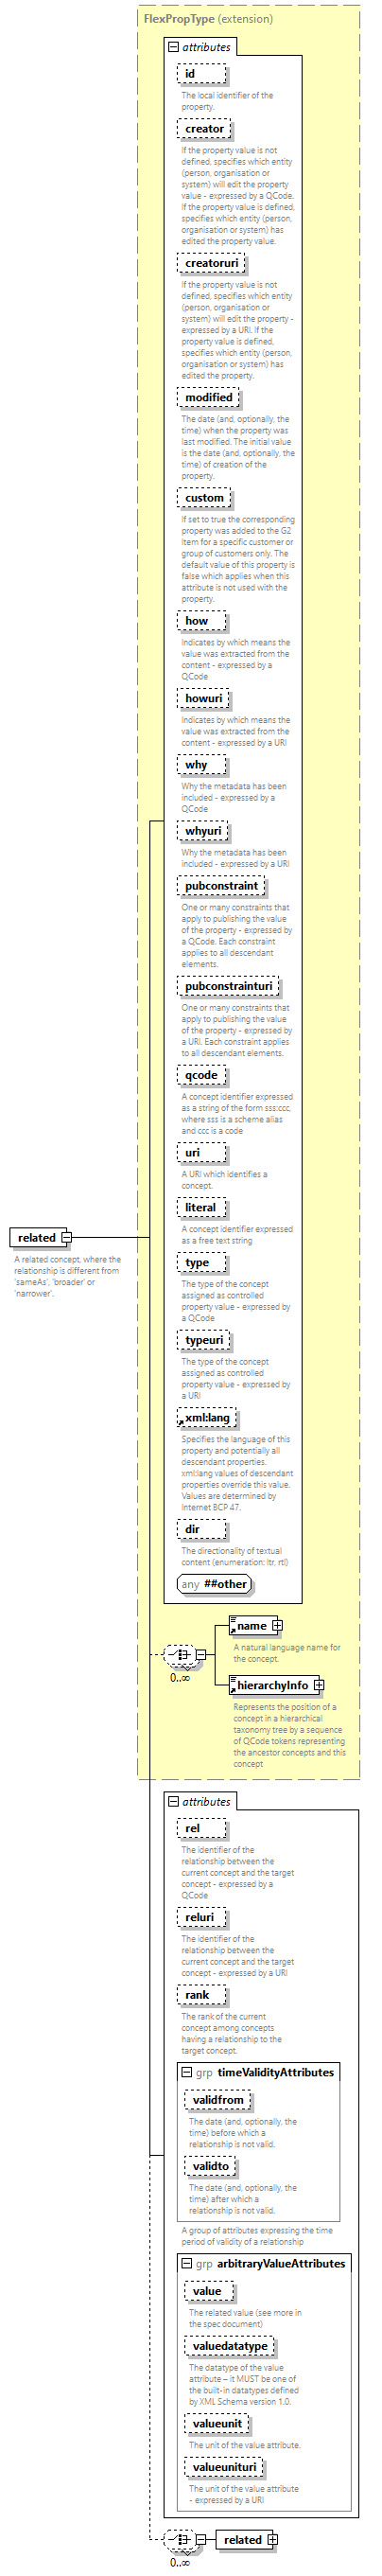 FlexPropType (extension)
attributes
id
The local identifier of the
property.
creator
If the property value is not
defined, specifies which entity
(person, organisation or
system) will edit the property
value - expressed by a QCode.
If the property value is defined,
specifies which entity (person,
organisation or system) has
edited the property value.
creatoruri
If the property value is not
defined, specifies which entity
(person, organisation or
system) will edit the property -
expressed by a URI. If the
property value is defined,
specifies which entity (person,
organisation or system) has
edited the property.
modified
The date (and, optionally, the
time) when the property was
last modified. The initial value
is the date (and, optionally, the
time) of creation of the
property.
custom
If set to true the corresponding
property was added to the G2
Item for a specific customer or
group of customers only. The
default value of this property is
false which applies when this
attribute is not used with the
property.
how
Indicates by which means the
value was extracted from the
content - expressed by a
QCode
howuri
Indicates by which means the
value was extracted from the
content - expressed by a URI
why
Why the metadata has been
included - expressed by a
QCode
whyuri
Why the metadata has been
included - expressed by a URI
pubconstraint
One or many constraints that
apply to publishing the value
of the property - expressed by
a QCode. Each constraint
applies to all descendant
elements.
pubconstrainturi
One or many constraints that
apply to publishing the value
of the property - expressed by
a URI. Each constraint applies
to all descendant elements.
qcode
A concept identifier expressed
as a string of the form sss:ccc,
where sss is a scheme alias
and ccc is a code
uri
A URI which identifies a
concept.
literal
A concept identifier expressed
as a free text string
related
A related concept, where the
relationship is different from
'sameAs', 'broader' or
'narrower'.
type
The type of the concept
assigned as controlled
property value - expressed by
a QCode
typeuri
The type of the concept
assigned as controlled
property value - expressed by
a URI
xml:lang
Specifies the language of this
property and potentially all
descendant properties.
xml:lang values of descendant
properties override this value.
Values are determined by
Internet BCP 47.
dir
The directionality of textual
content (enumeration: ltr, rtl)
any ##other
name
A natural language name for
the concept.
0..∞
hierarchyInfo
Represents the position of a
concept in a hierarchical
taxonomy tree by a sequence
of QCode tokens representing
the ancestor concepts and this
concept
attributes
rel
The identifier of the
relationship between the
current concept and the target
concept - expressed by a
QCode
reluri
The identifier of the
relationship between the
current concept and the target
concept - expressed by a URI
rank
The rank of the current
concept among concepts
having a relationship to the
target concept.
grp timeValidityAttributes
validfrom
The date (and, optionally, the
time) before which a
relationship is not valid.
validto
The date (and, optionally, the
time) after which a
relationship is not valid.
A group of attributes expressing the time
period of validity of a relationship
grp arbitraryValueAttributes
value
The related value (see more in
the spec document)
valuedatatype
The datatype of the value
attribute – it MUST be one of
the built-in datatypes defined
by XML Schema version 1.0.
valueunit
The unit of the value attribute.
valueunituri
The unit of the value attribute
- expressed by a URI
related
0..∞